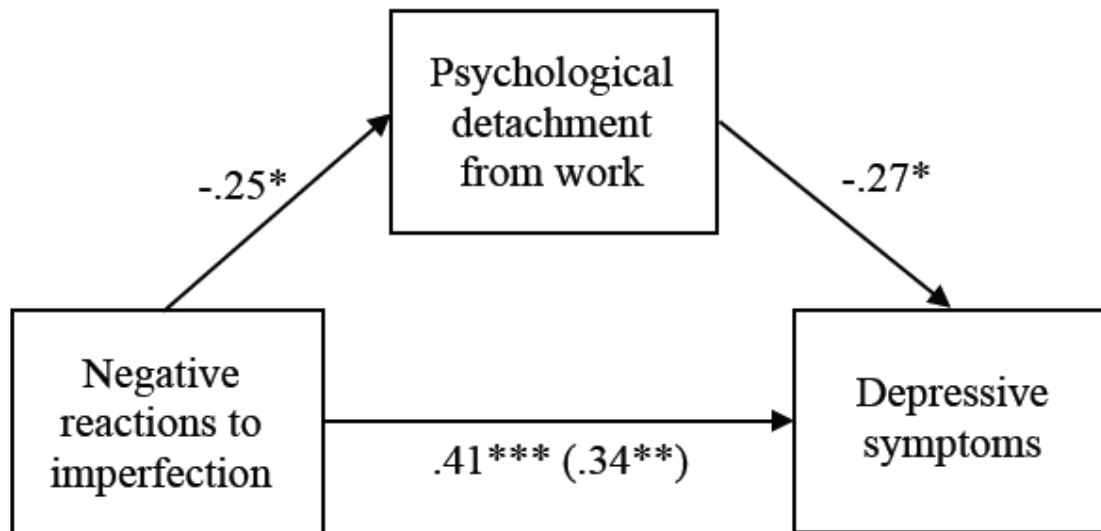 Psychological
detachment
from work
-.25*
-.27*
Negative
reactions to
imperfection
.41*** (.34**)
Depressive
symptoms